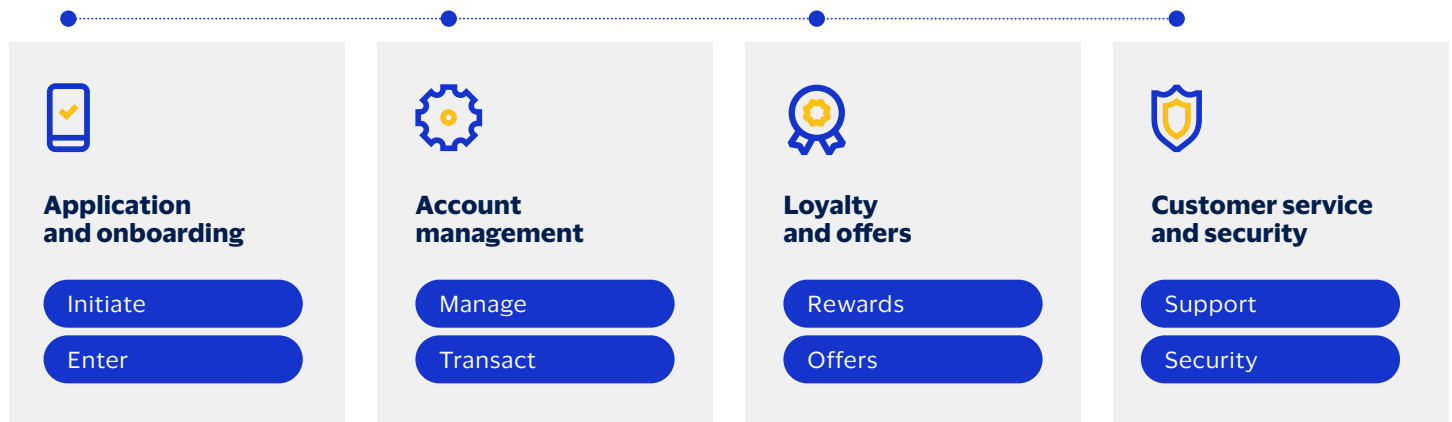 Application
and onboarding
Initiate
Enter
Account
management
Manage
Transact
Loyalty
and offers
Rewards
Offers
Customer service
and security
Support
Security